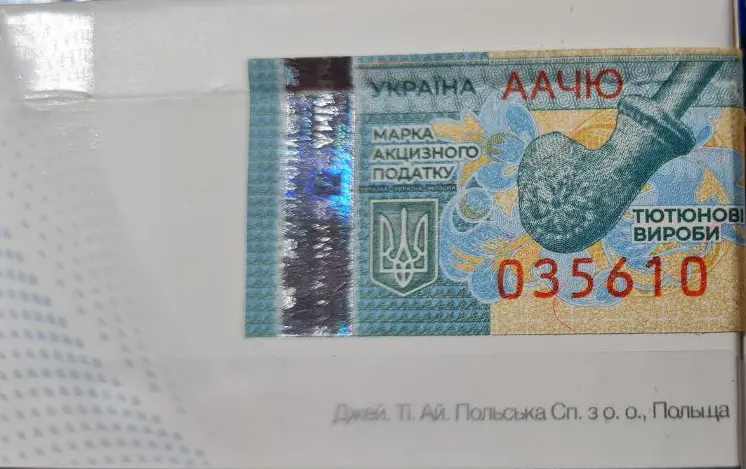 УКРАЇНА ААЧЮ
МАРКА
АКЦИЗНОГО
ПОДАТКУ
ТЮТЮНОВІ
ВИРОБИ
035610
Джей. Ті. Ай. Польська Сп. з о. о., Польща